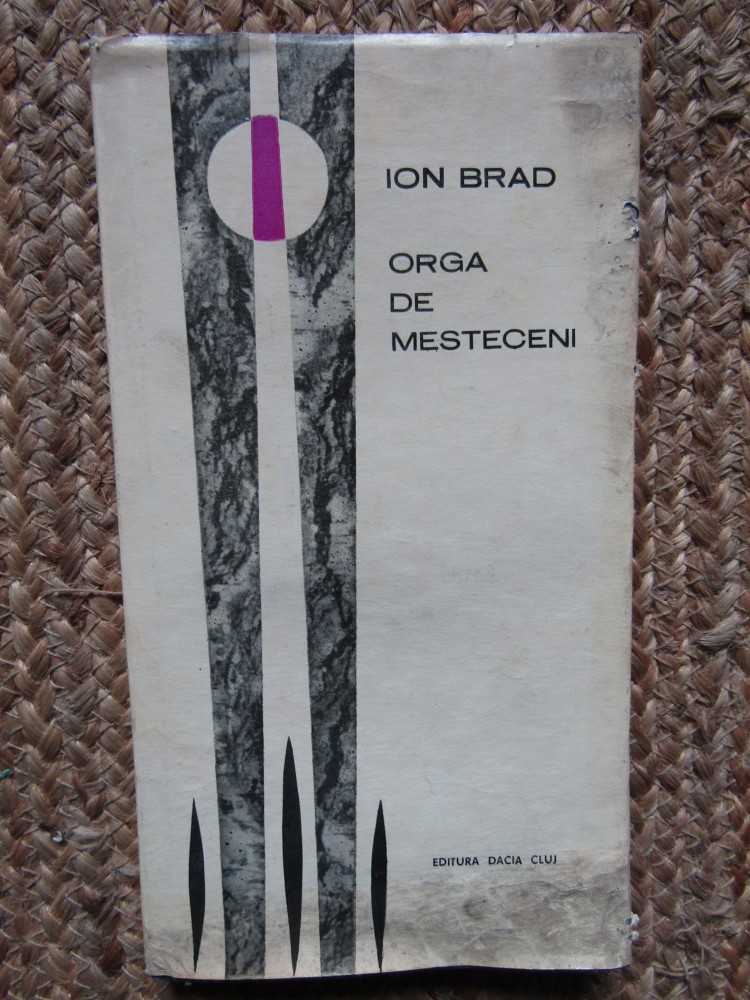 ION BRAD
ORGA
DE
MESTECENI
EDITURA DACIA CLUJ